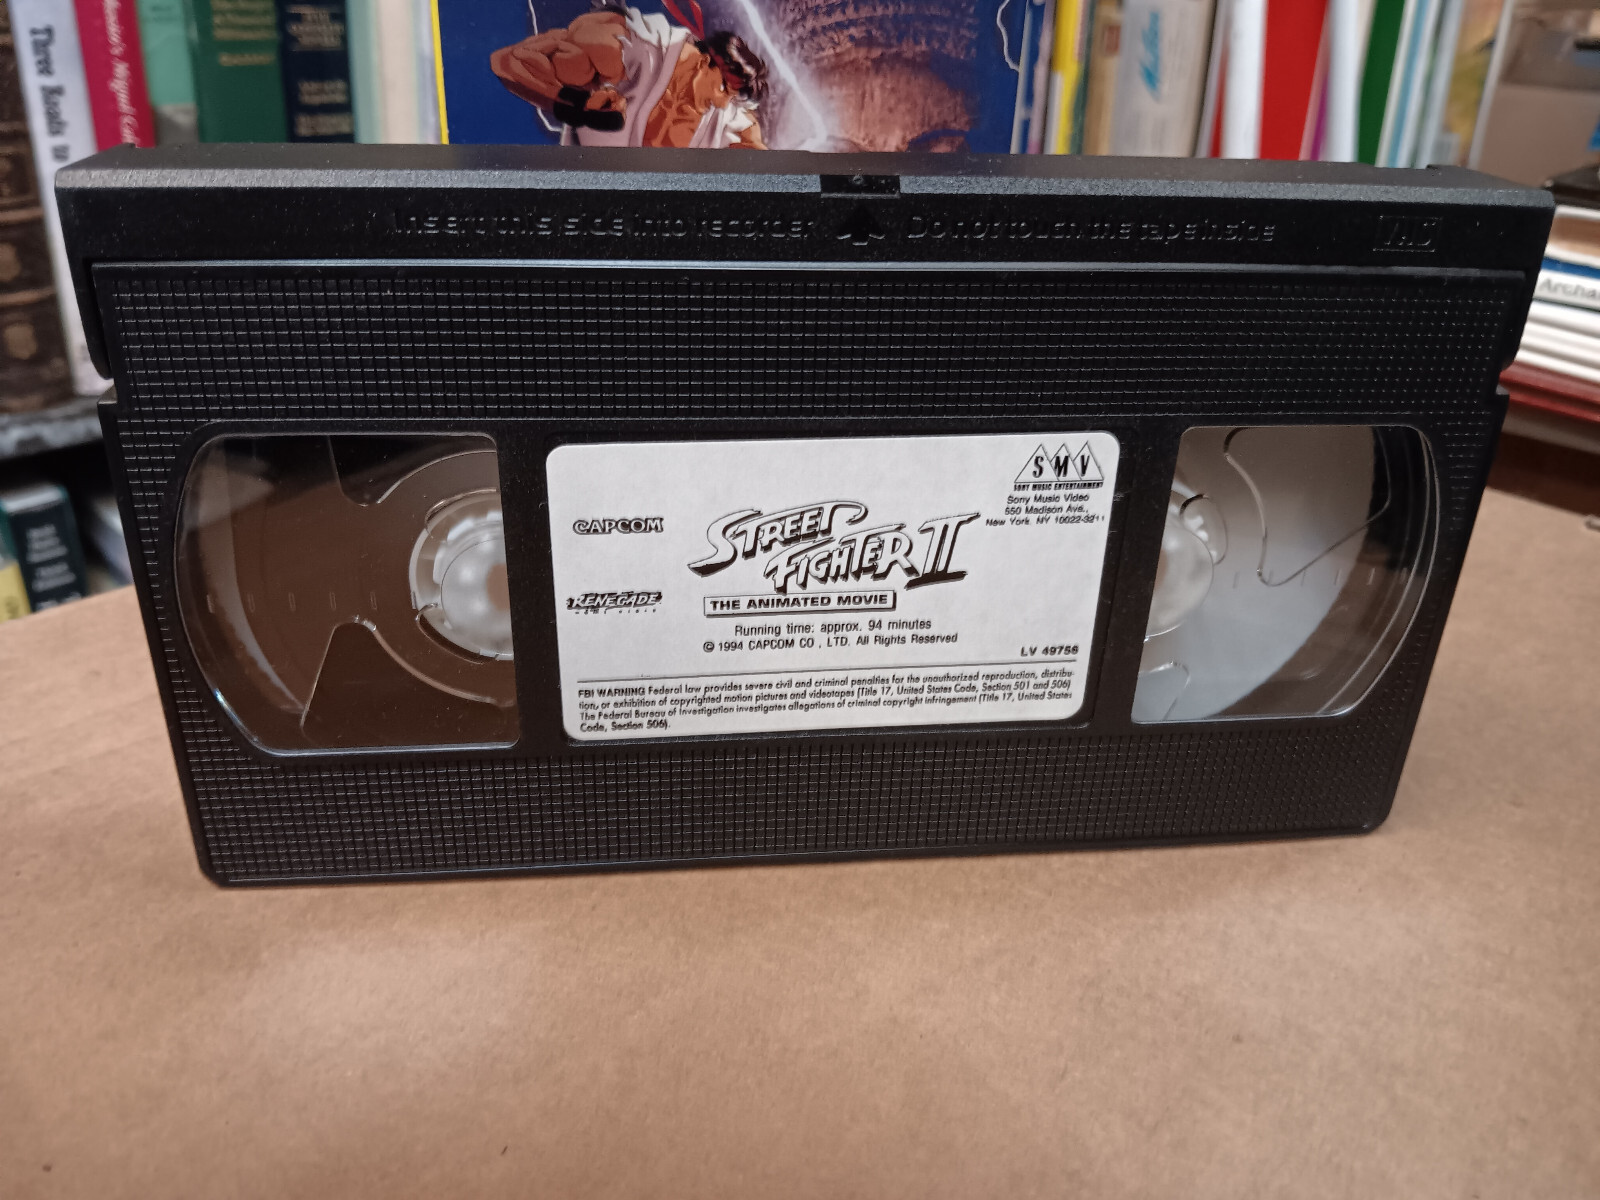 Three Roads to
Insert this side into recorder Do not touch the tape inside
CAPCOM
STREET
FIGHTER II
THE ANIMATED MOVIE
RENEGADE
HOME VIDEO
SMV
SONY MUSIC ENTERTAINMENT
Sony Music Video
550 Madison Ave.,
New York, NY 10022-3211
Running time: approx. 94 minutes
© 1994 CAPCOM CO., LTD. All Rights Reserved
LV 49756
FBI WARNING Federal law provides severe civil and criminal penalties for the unauthorized reproduction, distribu-
tion, or exhibition of copyrighted motion pictures and videotapes (Title 17, United States Code, Section 501 and 506)
The Federal Bureau of Investigation investigates allegations of criminal copyright infringement (Title 17, United States
Code, Section 506).